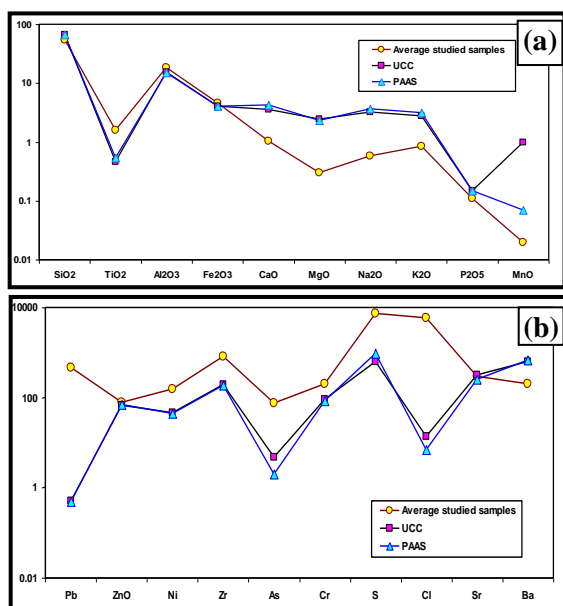 (a)
100
10
1
0.1
0.01
Average studied samples
UCC
PAAS
SiO2 TiO2 Al2O3 Fe2O3 CaO MgO Na2O K2O P2O5 MnO
(b)
10000
100
1
0.01
Average studied samples
UCC
PAAS
Pb ZnO Ni Zr As Cr S Cl Sr Ba